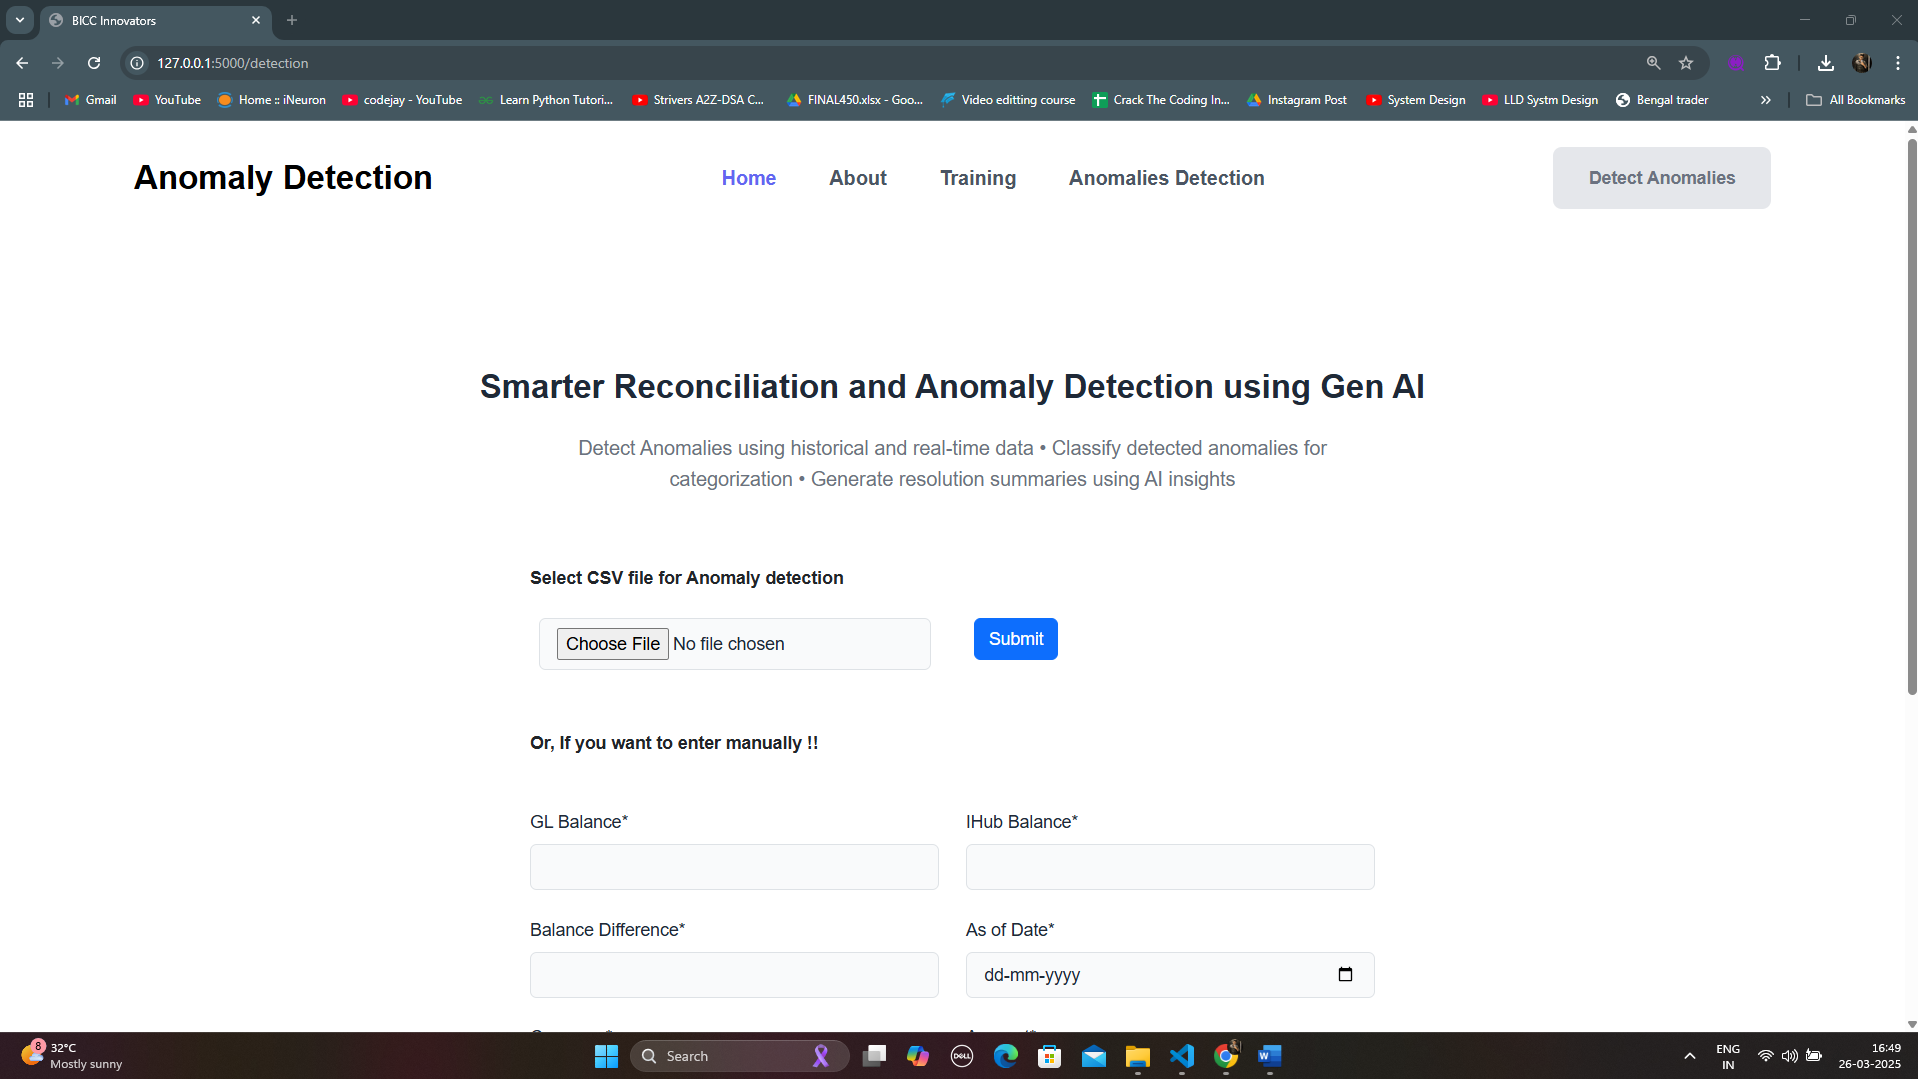 BICC Innovators
127.0.0.1:5000/detection
Gmail
YouTube
Home :: iNeuron
codejay - YouTube
Learn Python Tutori...
Strivers A2Z-DSA C...
FINAL450.xlsx - Goo...
Video editting course
Crack The Coding In...
Instagram Post
System Design
LLD Systm Design
Bengal trader
All Bookmarks
Anomaly Detection
Home
About
Training
Anomalies Detection
Detect Anomalies
Smarter Reconciliation and Anomaly Detection using Gen AI
Detect Anomalies using historical and real-time data • Classify detected anomalies for
categorization • Generate resolution summaries using AI insights
Select CSV file for Anomaly detection
Choose File No file chosen
Submit
Or, If you want to enter manually !!
GL Balance*
IHub Balance*
Balance Difference*
As of Date*
dd-mm-yyyy
8
32°C
Mostly sunny
Search
DELL
ENG
IN
16:49
26-03-2025